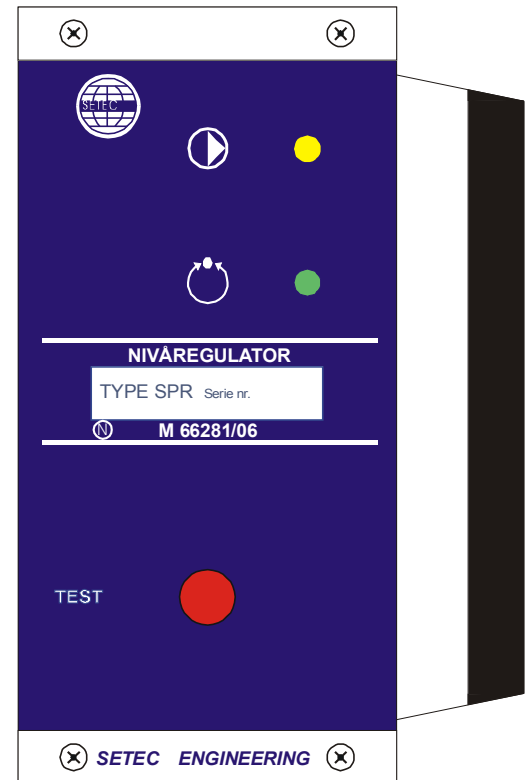 SETEC
NIVÅREGULATOR
TYPE SPR Serie nr.
N M 66281/06
TEST
SETEC ENGINEERING